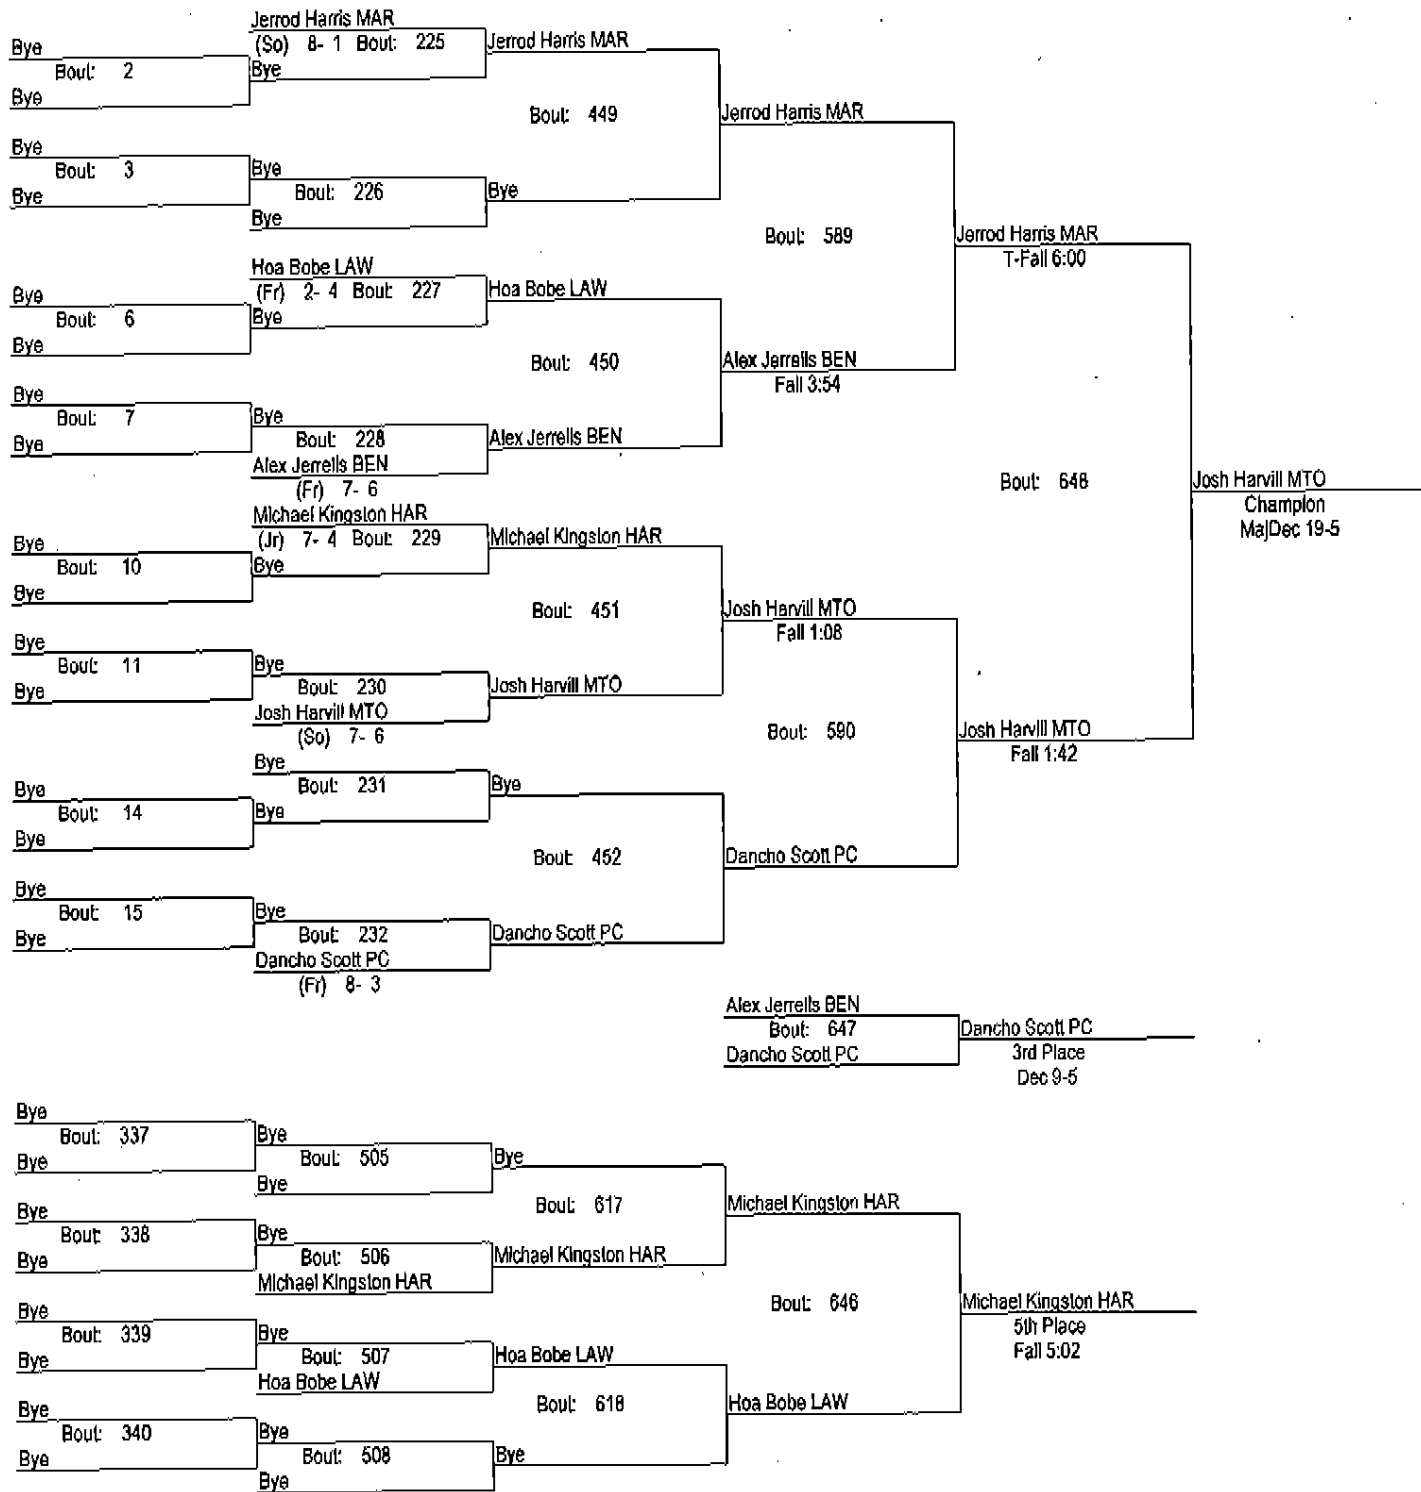 Jerrod Harris MAR
Bye
(So) 8- 1 Bout: 225
Jerrod Harris MAR
Bout: 2
Bye
Bye
Bout: 449
Jerrod Harris MAR
Bye
Bout: 3
Bye
Bye
Bout: 226
Bye
Bye
Bout: 589
Jerrod Harris MAR
T-Fall 6:00
Hoa Bobe LAW
Bye
(Fr) 2- 4 Bout: 227
Hoa Bobe LAW
Bout: 6
Bye
Bye
Bout: 450
Alex Jerrells BEN
Fall 3:54
Bye
Bout: 7
Bye
Bye
Bout: 228
Alex Jerrells BEN
Alex Jerrells BEN
(Fr) 7- 6
Bout: 648
Josh Harvill MTO
Champion
MajDec 19-5
Michael Kingston HAR
Bye
(Jr) 7- 4 Bout: 229
Michael Kingston HAR
Bout: 10
Bye
Bye
Bout: 451
Josh Harvill MTO
Fall 1:08
Bye
Bout: 11
Bye
Bye
Bout: 230
Josh Harvill MTO
Josh Harvill MTO
(So) 7- 6
Bout: 590
Josh Harvill MTO
Fall 1:42
Bye
Bye
Bout: 231
Bye
Bout: 14
Bye
Bye
Bout: 452
Dancho Scott PC
Bye
Bout: 15
Bye
Bye
Bout: 232
Dancho Scott PC
Dancho Scott PC
(Fr) 8- 3
Alex Jerrells BEN
Bout: 647
Dancho Scott PC
Dancho Scott PC
3rd Place
Dec 9-5
Bye
Bout: 337
Bye
Bye
Bout: 505
Bye
Bye
Bout: 617
Michael Kingston HAR
Bye
Bout: 338
Bye
Bye
Bout: 506
Michael Kingston HAR
Michael Kingston HAR
Bout: 646
Michael Kingston HAR
5th Place
Fall 5:02
Bye
Bout: 339
Bye
Bye
Bout: 507
Hoa Bobe LAW
Hoa Bobe LAW
Bout: 618
Hoa Bobe LAW
Bye
Bout: 340
Bye
Bye
Bout: 508
Bye
Bye